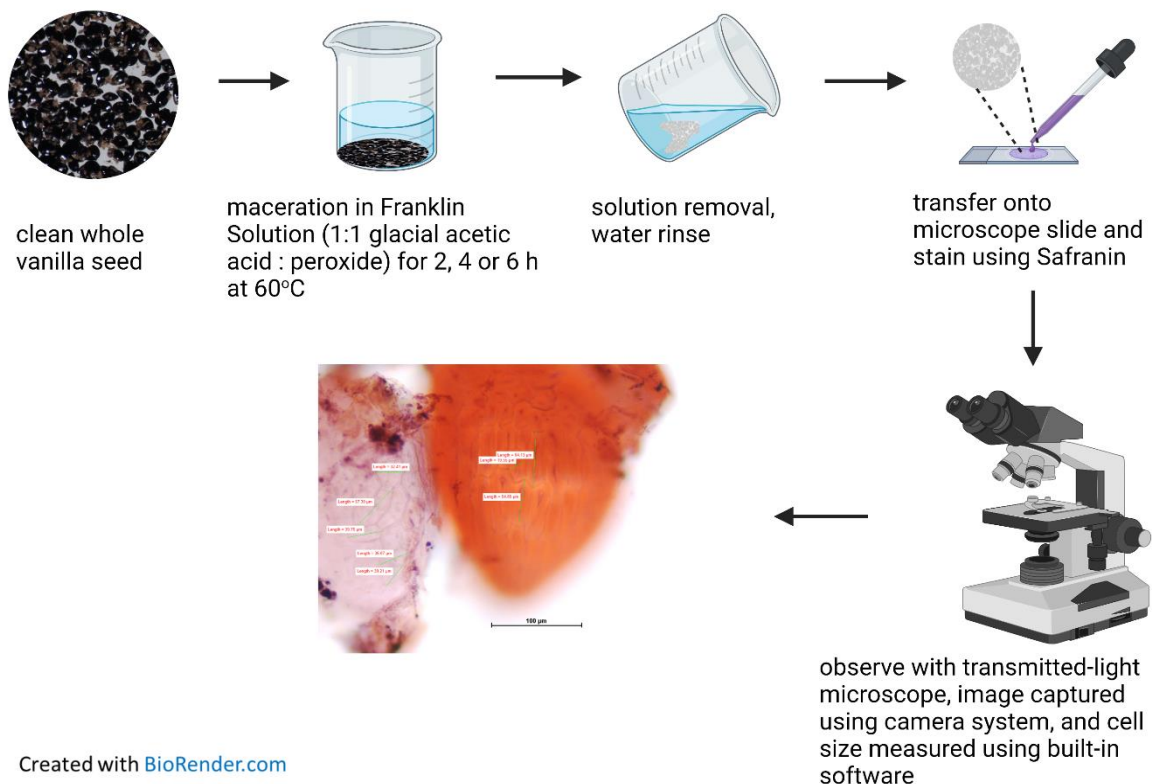 clean whole
vanilla seed
maceration in Franklin
Solution (1:1 glacial acetic
acid : peroxide) for 2, 4 or 6 h
at 60°C
solution removal,
water rinse
transfer onto
microscope slide and
stain using Safranin
100 µm
observe with transmitted-light
microscope, image captured
using camera system, and cell
size measured using built-in
software
Created with BioRender.com